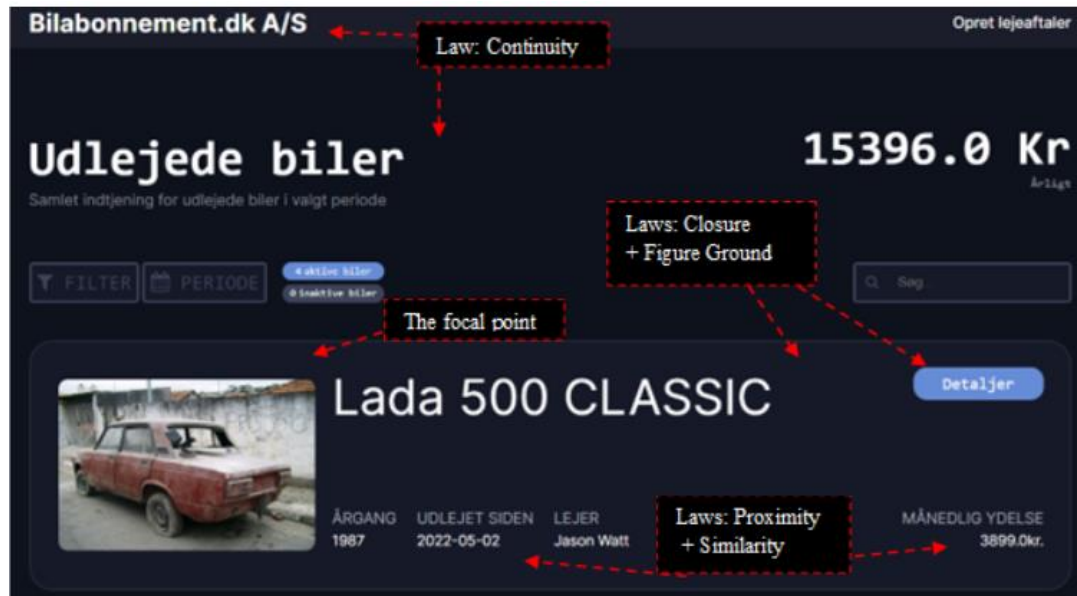 Bilabonnement.dk A/S
Opret lejeaftaler
Law: Continuity
Udlejede biler
15396.0 Kr
Samlet indtjening for udlejede biler i valgt periode
Årligt
Laws: Closure
+ Figure Ground
FILTER
PERIODE
4 aktive biler
0 inaktive biler
Søg
The focal point
Lada 500 CLASSIC
Detaljer
ÅRGANG
1987
UDLEJET SIDEN
2022-05-02
LEJER
Jason Watt
Laws: Proximity
+ Similarity
MÅNEDLIG YDELSE
3899.0kr.